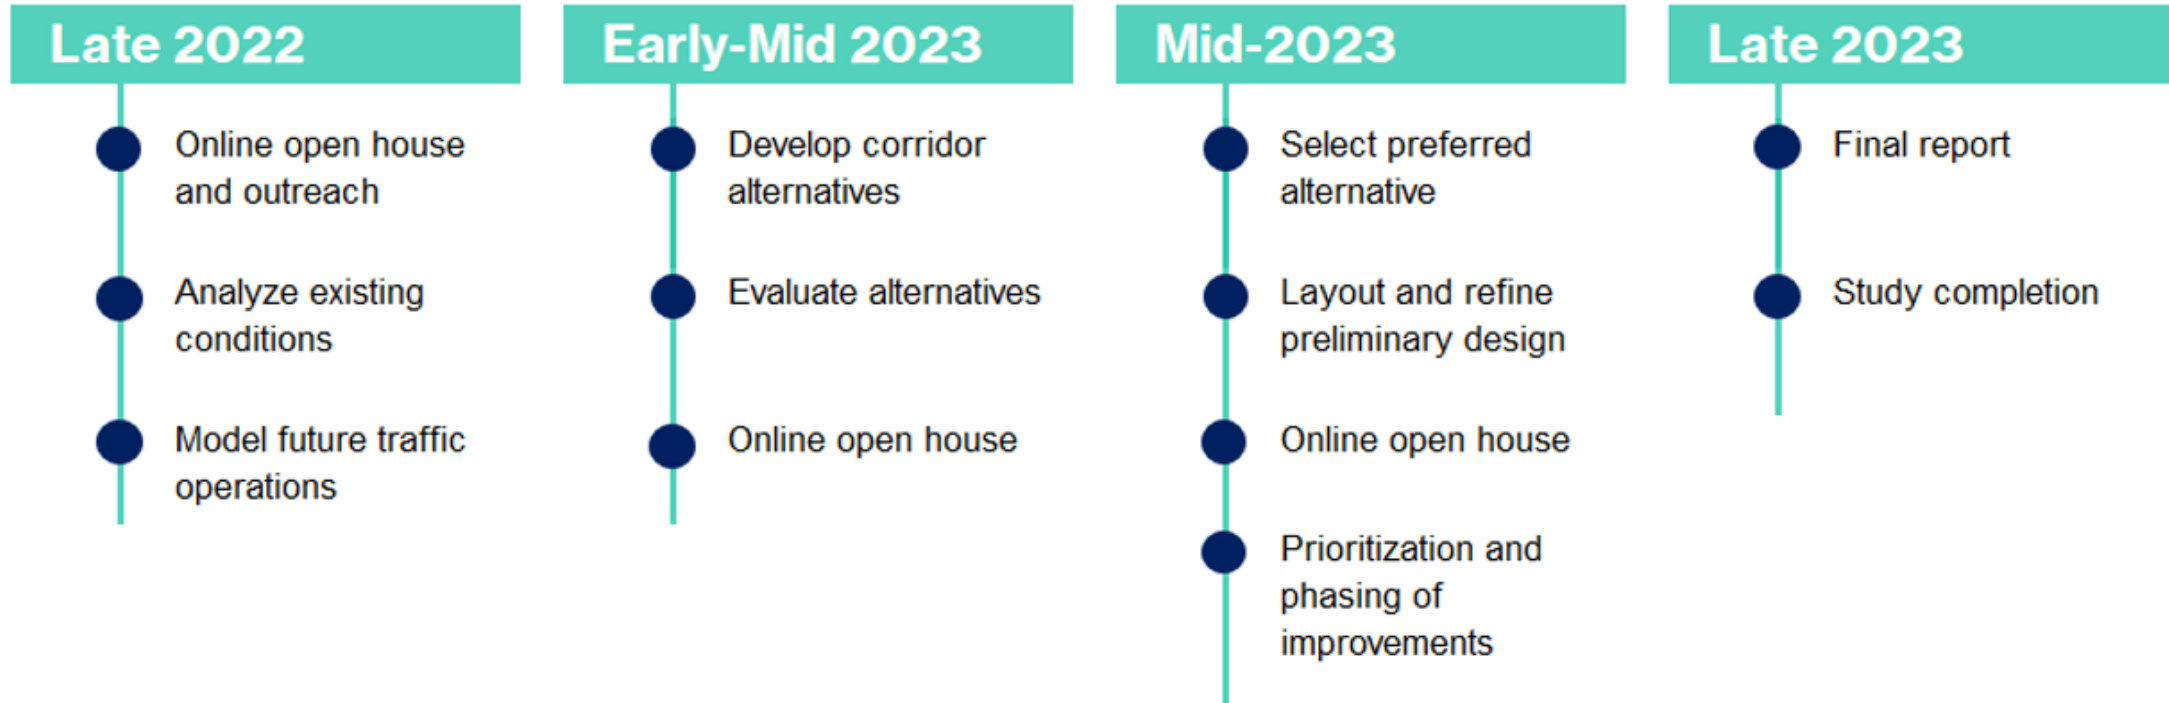 Late 2022
Online open house
and outreach
Analyze existing
conditions
Model future traffic
operations
Early-Mid 2023
Develop corridor
alternatives
Evaluate alternatives
Online open house
Mid-2023
Select preferred
alternative
Layout and refine
preliminary design
Online open house
Prioritization and
phasing of
improvements
Late 2023
Final report
Study completion